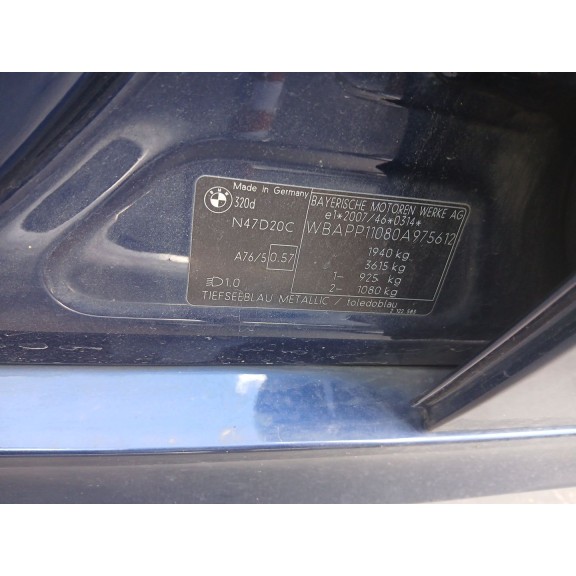 BMW
Made in Germany
320d
N47D20C
A76/5 0.57
1.0
BAYERISCHE MOTOREN WERKE AG
e1*2007/46*0314*
WBAPP11080A975612
1940 kg
3615 kg
1- 925 kg
2- 1080 kg
TIEFSEEBLAU METALLIC / toledoblau